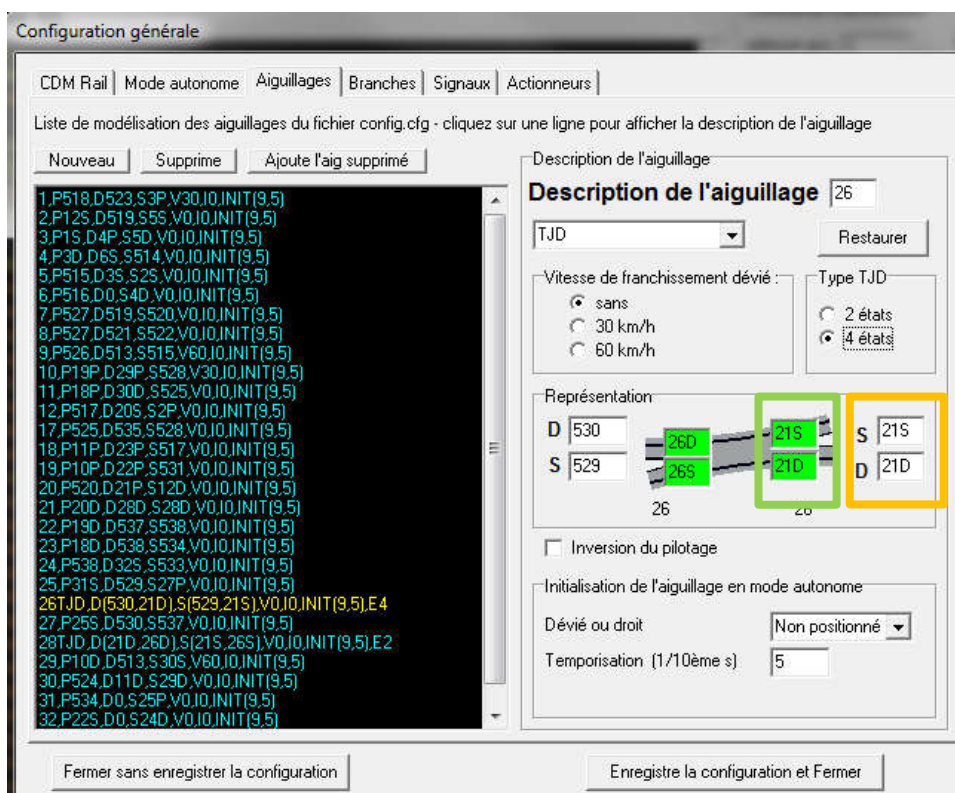 Configuration générale
CDM Rail Mode autonome Aiguillages Branches Signaux Actionneurs
Liste de modélisation des aiguillages du fichier config.cfg - cliquez sur une ligne pour afficher la description de l'aiguillage
Nouveau Supprime Ajoute l'aig supprimé
1,P518,D523,S3P,V30,I0,INIT(9,5)
2,P12S,D519,S5S,V0,I0,INIT(9,5)
3,P1S,D4P,S5D,V0,I0,INIT(9,5)
4,P3D,D6S,S514,V0,I0,INIT(9,5)
5,P515,D3S,S2S,V0,I0,INIT(9,5)
6,P516,D0,S4D,V0,I0,INIT(9,5)
7,P527,D519,S520,V0,I0,INIT(9,5)
8,P527,D521,S522,V0,I0,INIT(9,5)
9,P526,D513,S515,V60,I0,INIT(9,5)
10,P19P,D29P,S528,V30,I0,INIT(9,5)
11,P18P,D30D,S525,V0,I0,INIT(9,5)
12,P517,D20S,S2P,V0,I0,INIT(9,5)
17,P525,D535,S528,V0,I0,INIT(9,5)
18,P11P,D23P,S517,V0,I0,INIT(9,5)
19,P10P,D22P,S531,V0,I0,INIT(9,5)
20,P520,D21P,S12D,V0,I0,INIT(9,5)
21,P20D,D28D,S28D,V0,I0,INIT(9,5)
22,P19D,D537,S538,V0,I0,INIT(9,5)
23,P18D,D538,S534,V0,I0,INIT(9,5)
24,P538,D32S,S533,V0,I0,INIT(9,5)
25,P31S,D529,S27P,V0,I0,INIT(9,5)
26TJD,D(530,21D),S(529,21S),V0,I0,INIT(9,5),E4
27,P25S,D530,S537,V0,I0,INIT(9,5)
28TJD,D(21D,26D),S(21S,26S),V0,I0,INIT(9,5),E2
29,P10D,D513,S30S,V60,I0,INIT(9,5)
30,P524,D11D,S29D,V0,I0,INIT(9,5)
31,P534,D0,S25P,V0,I0,INIT(9,5)
32,P22S,D0,S24D,V0,I0,INIT(9,5)
Description de l'aiguillage
Description de l'aiguillage 26
TJD Restaurer
Vitesse de franchissement dévié : Type TJD
sans
30 km/h
60 km/h
2 états
4 états
Représentation
D 530 26D 21S S 21S
S 529 26S 21D D 21D
26
Inversion du pilotage
Initialisation de l'aiguillage en mode autonome
Dévié ou droit Non positionné
Temporisation (1/10ème s) 5
Fermer sans enregistrer la configuration Enregistre la configuration et Fermer